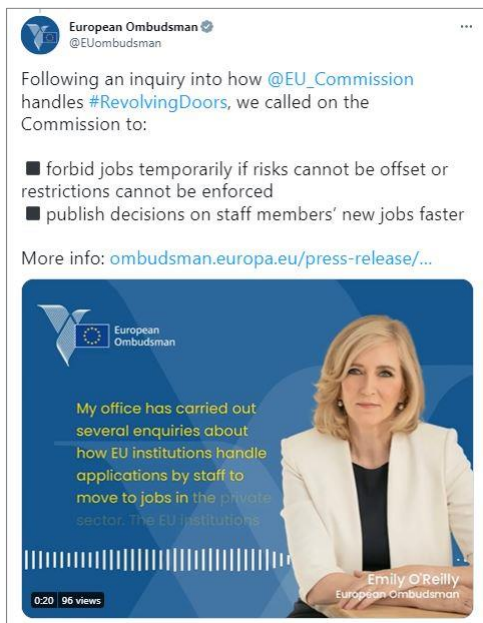 European Ombudsman
@EUombudsman
Following an inquiry into how @EU_Commission
handles #RevolvingDoors, we called on the
Commission to:
■ forbid jobs temporarily if risks cannot be offset or
restrictions cannot be enforced
■ publish decisions on staff members' new jobs faster
More info: ombudsman.europa.eu/press-release/...
European
Ombudsman
My office has carried out
several enquiries about
how EU institutions handle
applications by staff to
move to jobs in the private
sector. The EU institutions
Emily O'Reilly
European Ombudsman
0:20 96 views